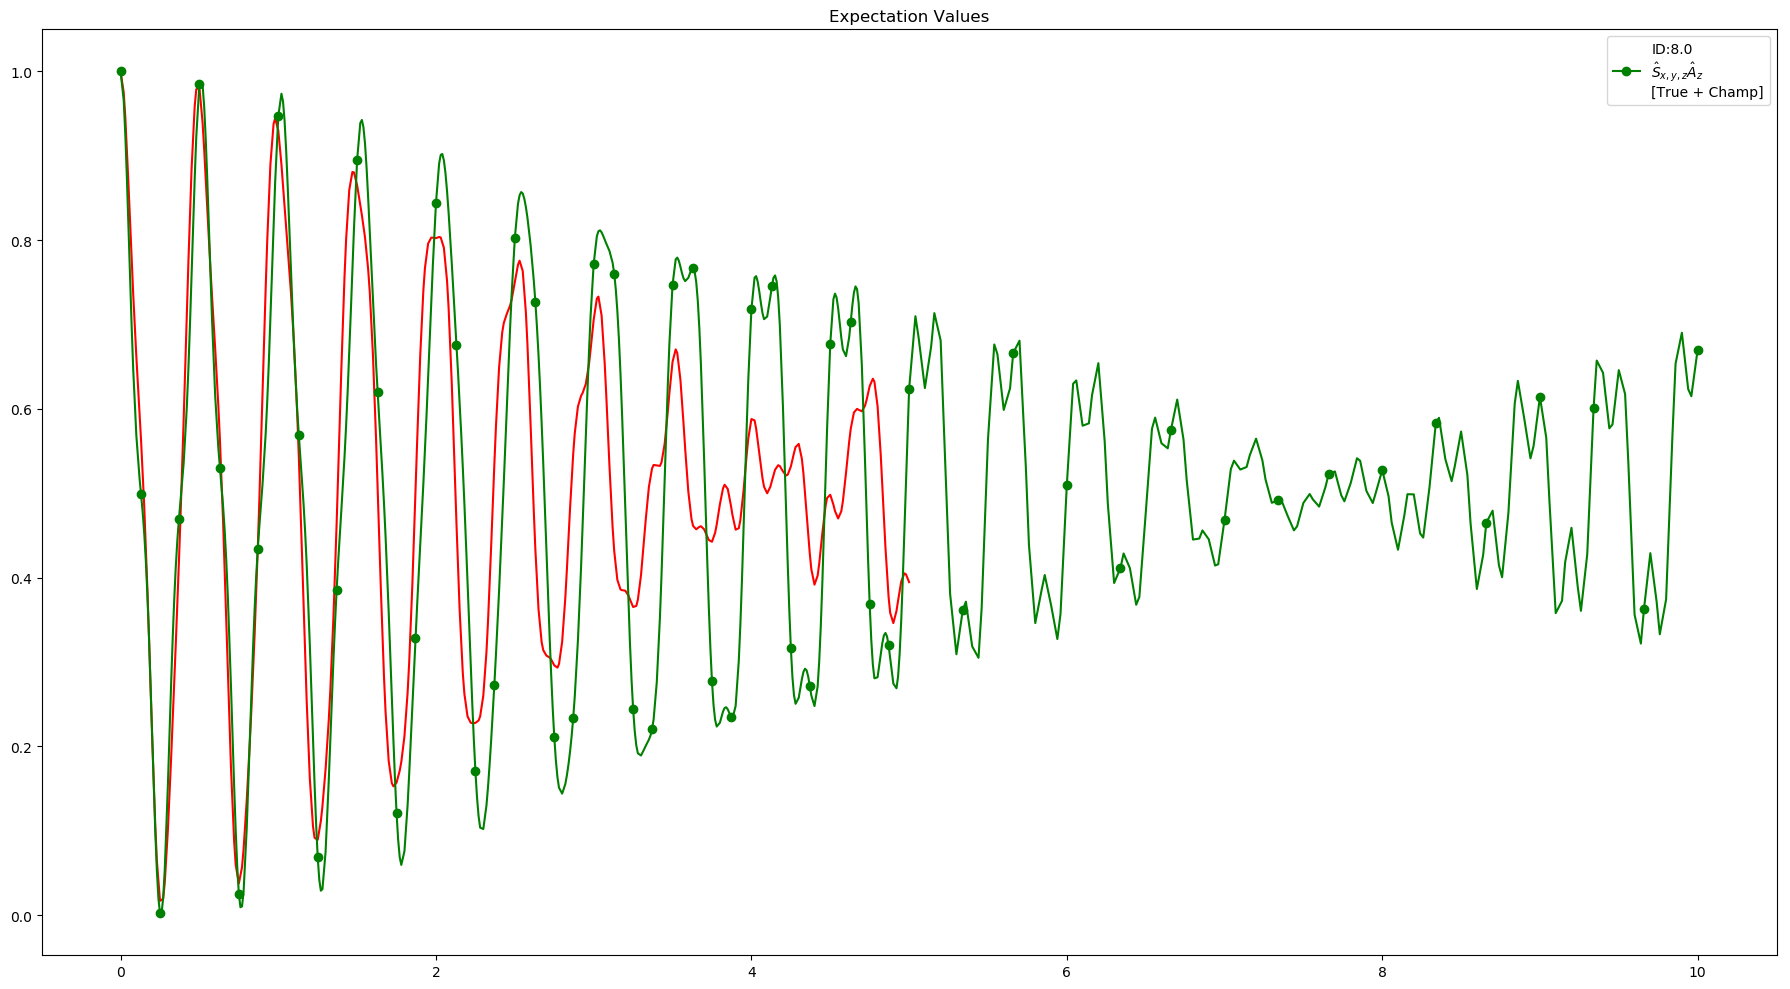 Expectation Values
ID:8.0
$\hat{S}_{x,y,z}\hat{A}_z$
[True + Champ]
1.0
0.8
0.6
0.4
0.2
0.0
0 2 4 6 8 10